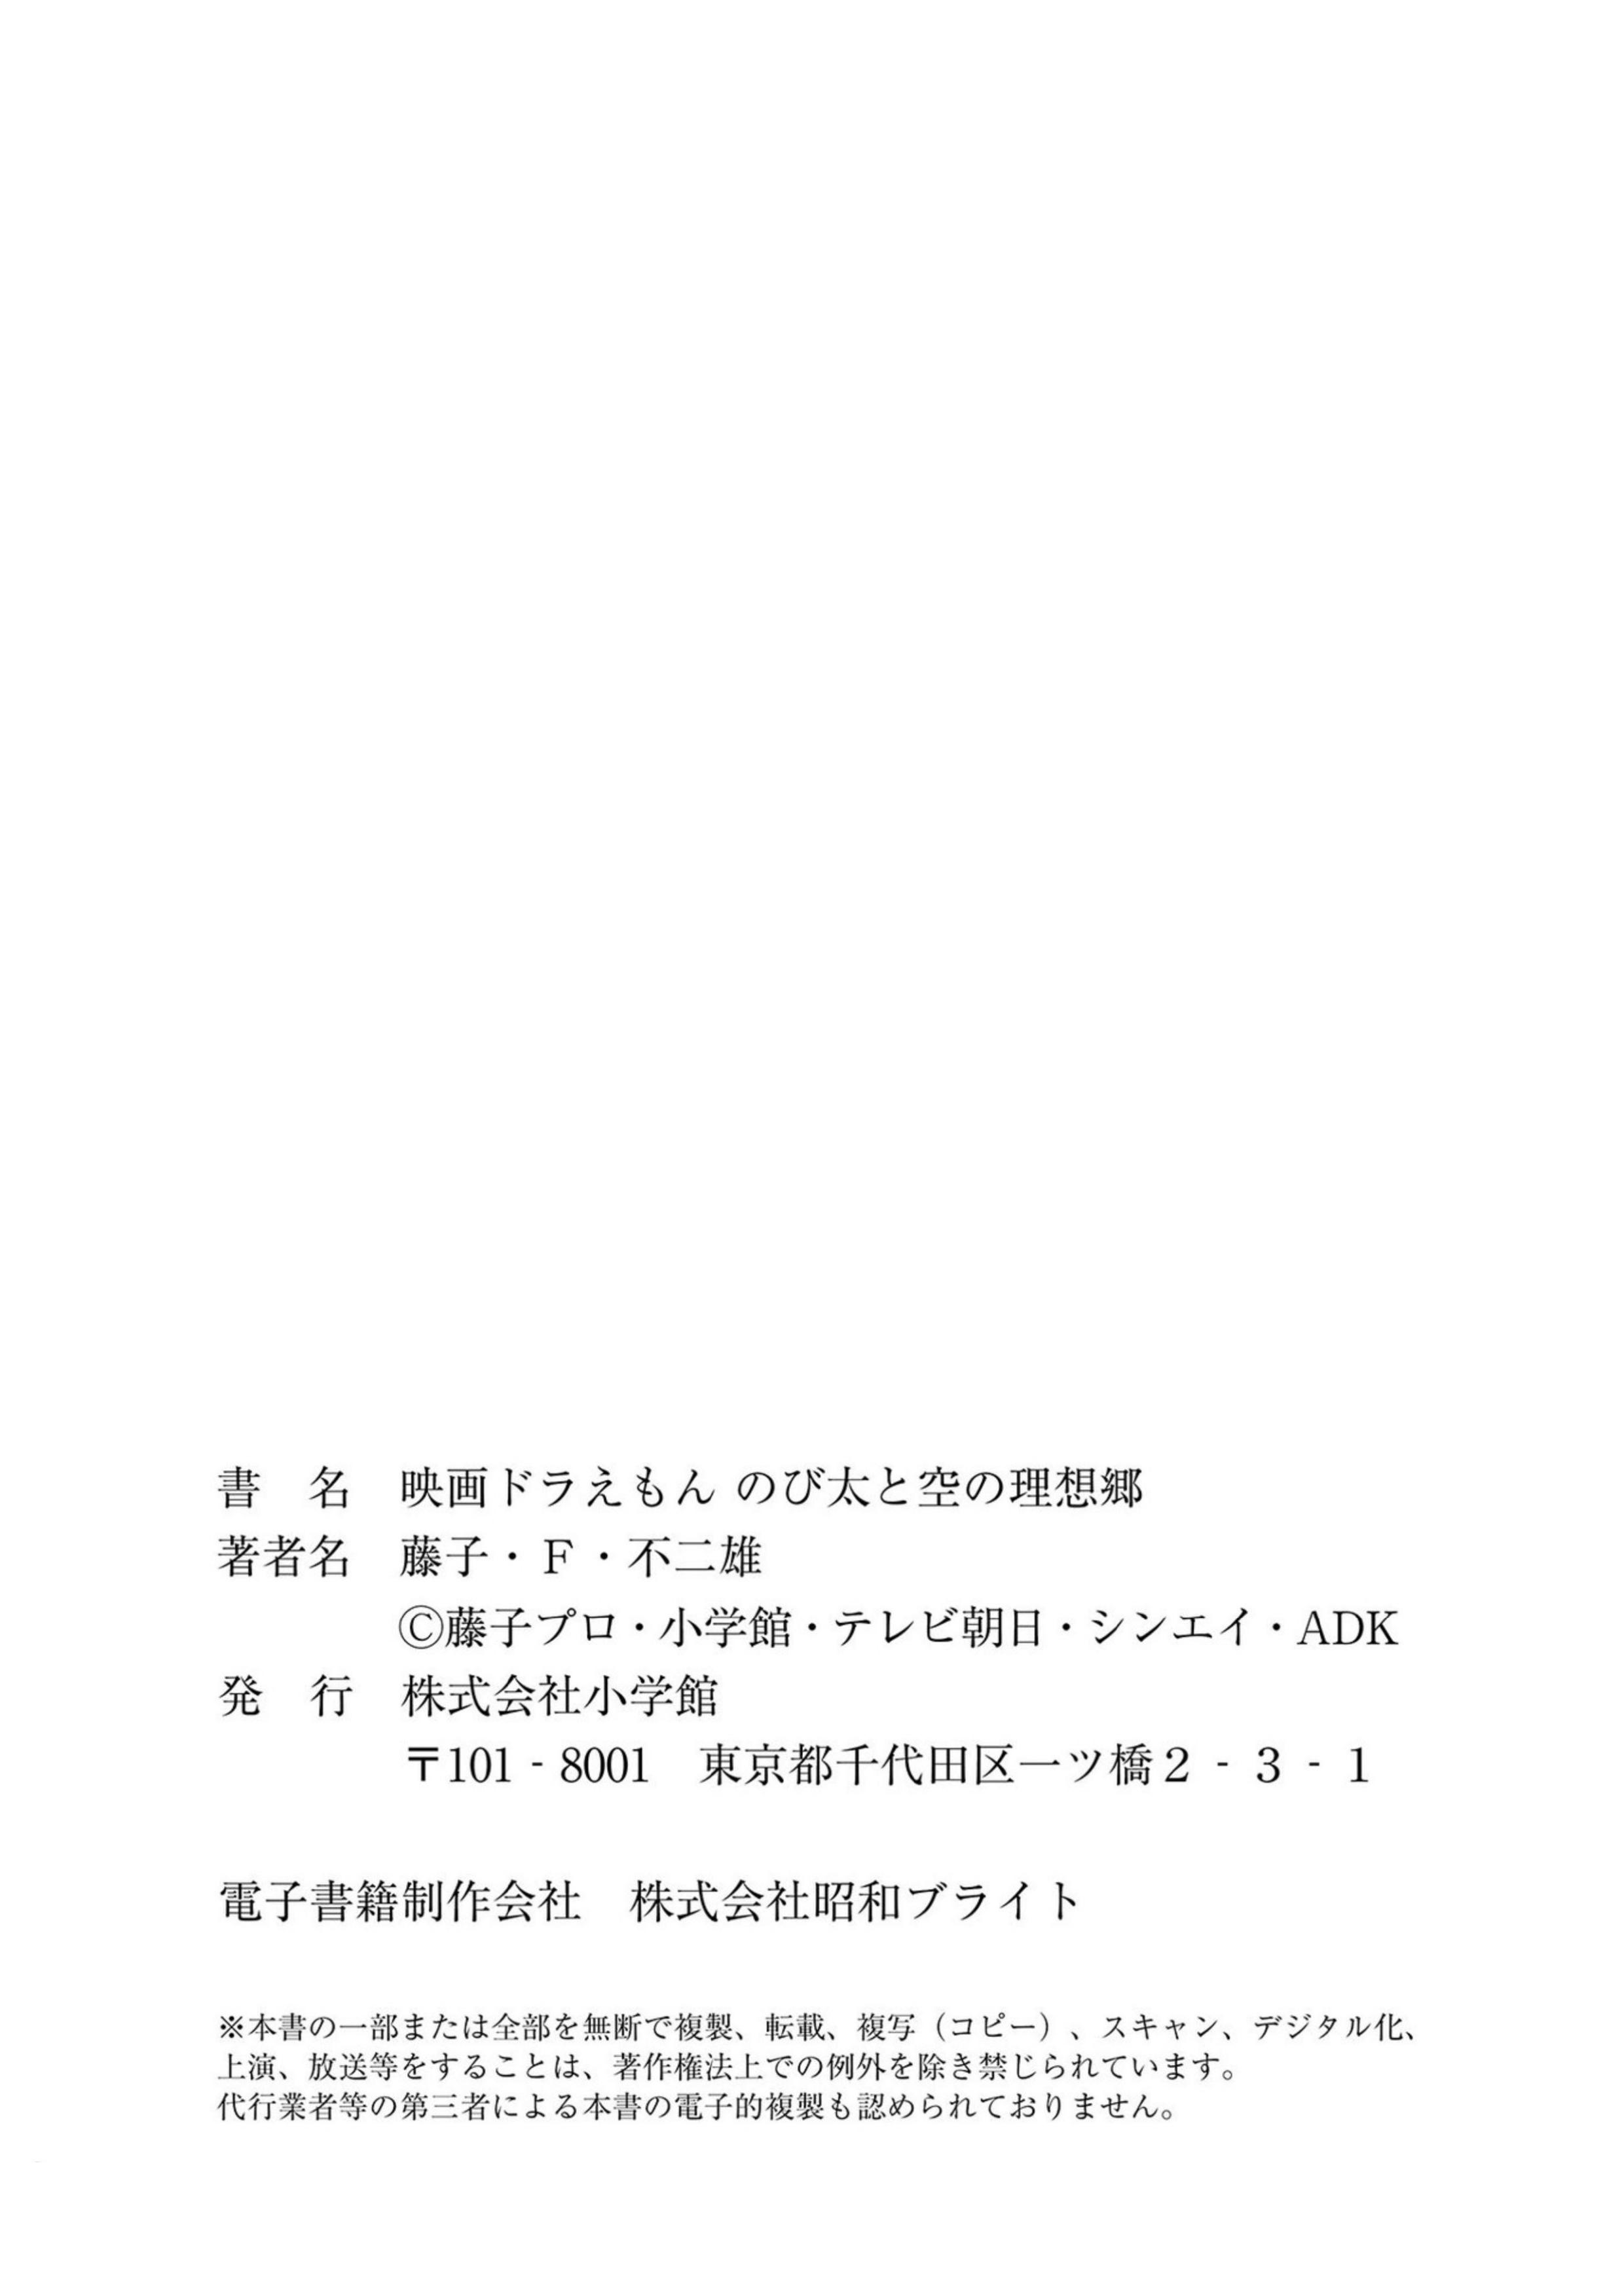 書　名　映画ドラえもん のび太と空の理想郷
著者名　藤子・Ｆ・不二雄
Ⓒ藤子プロ・小学館・テレビ朝日・シンエイ・ADK
発　行　株式会社小学館
〒101 - 8001　東京都千代田区一ツ橋２ - ３ - １
電子書籍制作会社　株式会社昭和ブライト
※本書の一部または全部を無断で複製、転載、複写（コピー）、スキャン、デジタル化、
上演、放送等をすることは、著作権法上での例外を除き禁じられています。
代行業者等の第三者による本書の電子的複製も認められておりません。